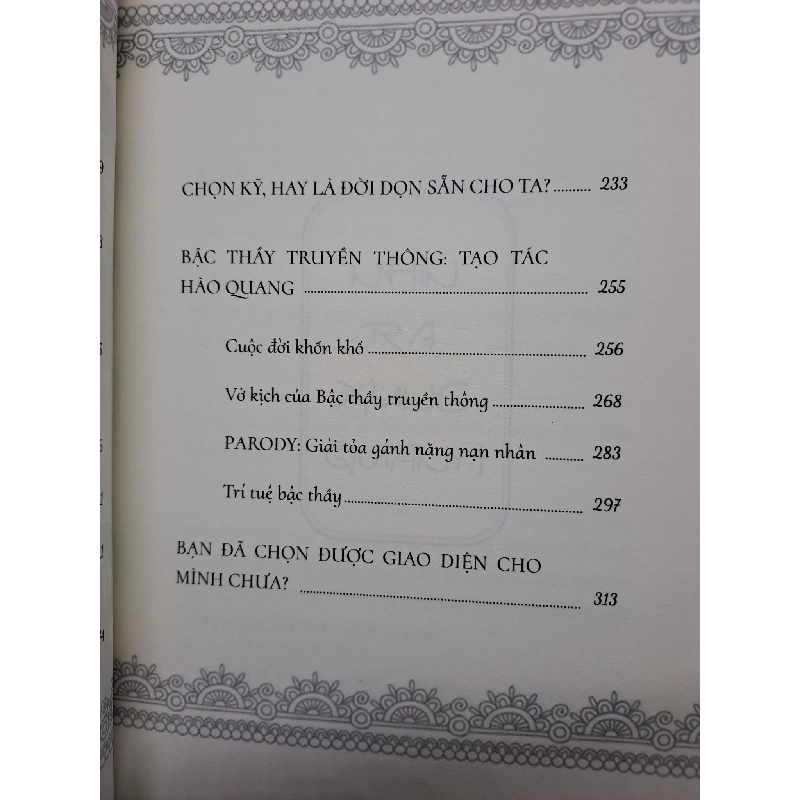 CHỌN KỸ, HAY LÀ ĐỜI DỌN SẴN CHO TA?.......... 233
BẬC THẦY TRUYỀN THÔNG: TẠO TÁC
HÀO QUANG .......... 255
Cuộc đời khốn khổ.......... 256
Vở kịch của Bậc thầy truyền thông.......... 268
PARODY: Giải tỏa gánh nặng nạn nhân .......... 283
Trí tuệ bậc thầy.......... 297
BẠN ĐÃ CHỌN ĐƯỢC GIAO DIỆN CHO
MÌNH CHƯA? .......... 313